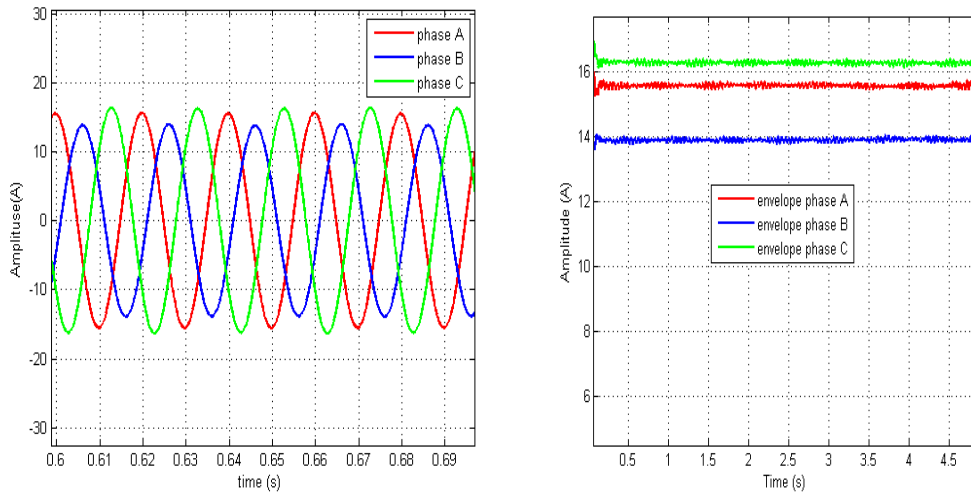 30
20
10
0
-10
-20
-30
Amplituse(A)
0.6 0.61 0.62 0.63 0.64 0.65 0.66 0.67 0.68 0.69
time (s)
phase A
phase B
phase C
16
14
12
10
8
6
Amplitude (A)
0.5 1 1.5 2 2.5 3 3.5 4 4.5
Time (s)
envelope phase A
envelope phase B
envelope phase C